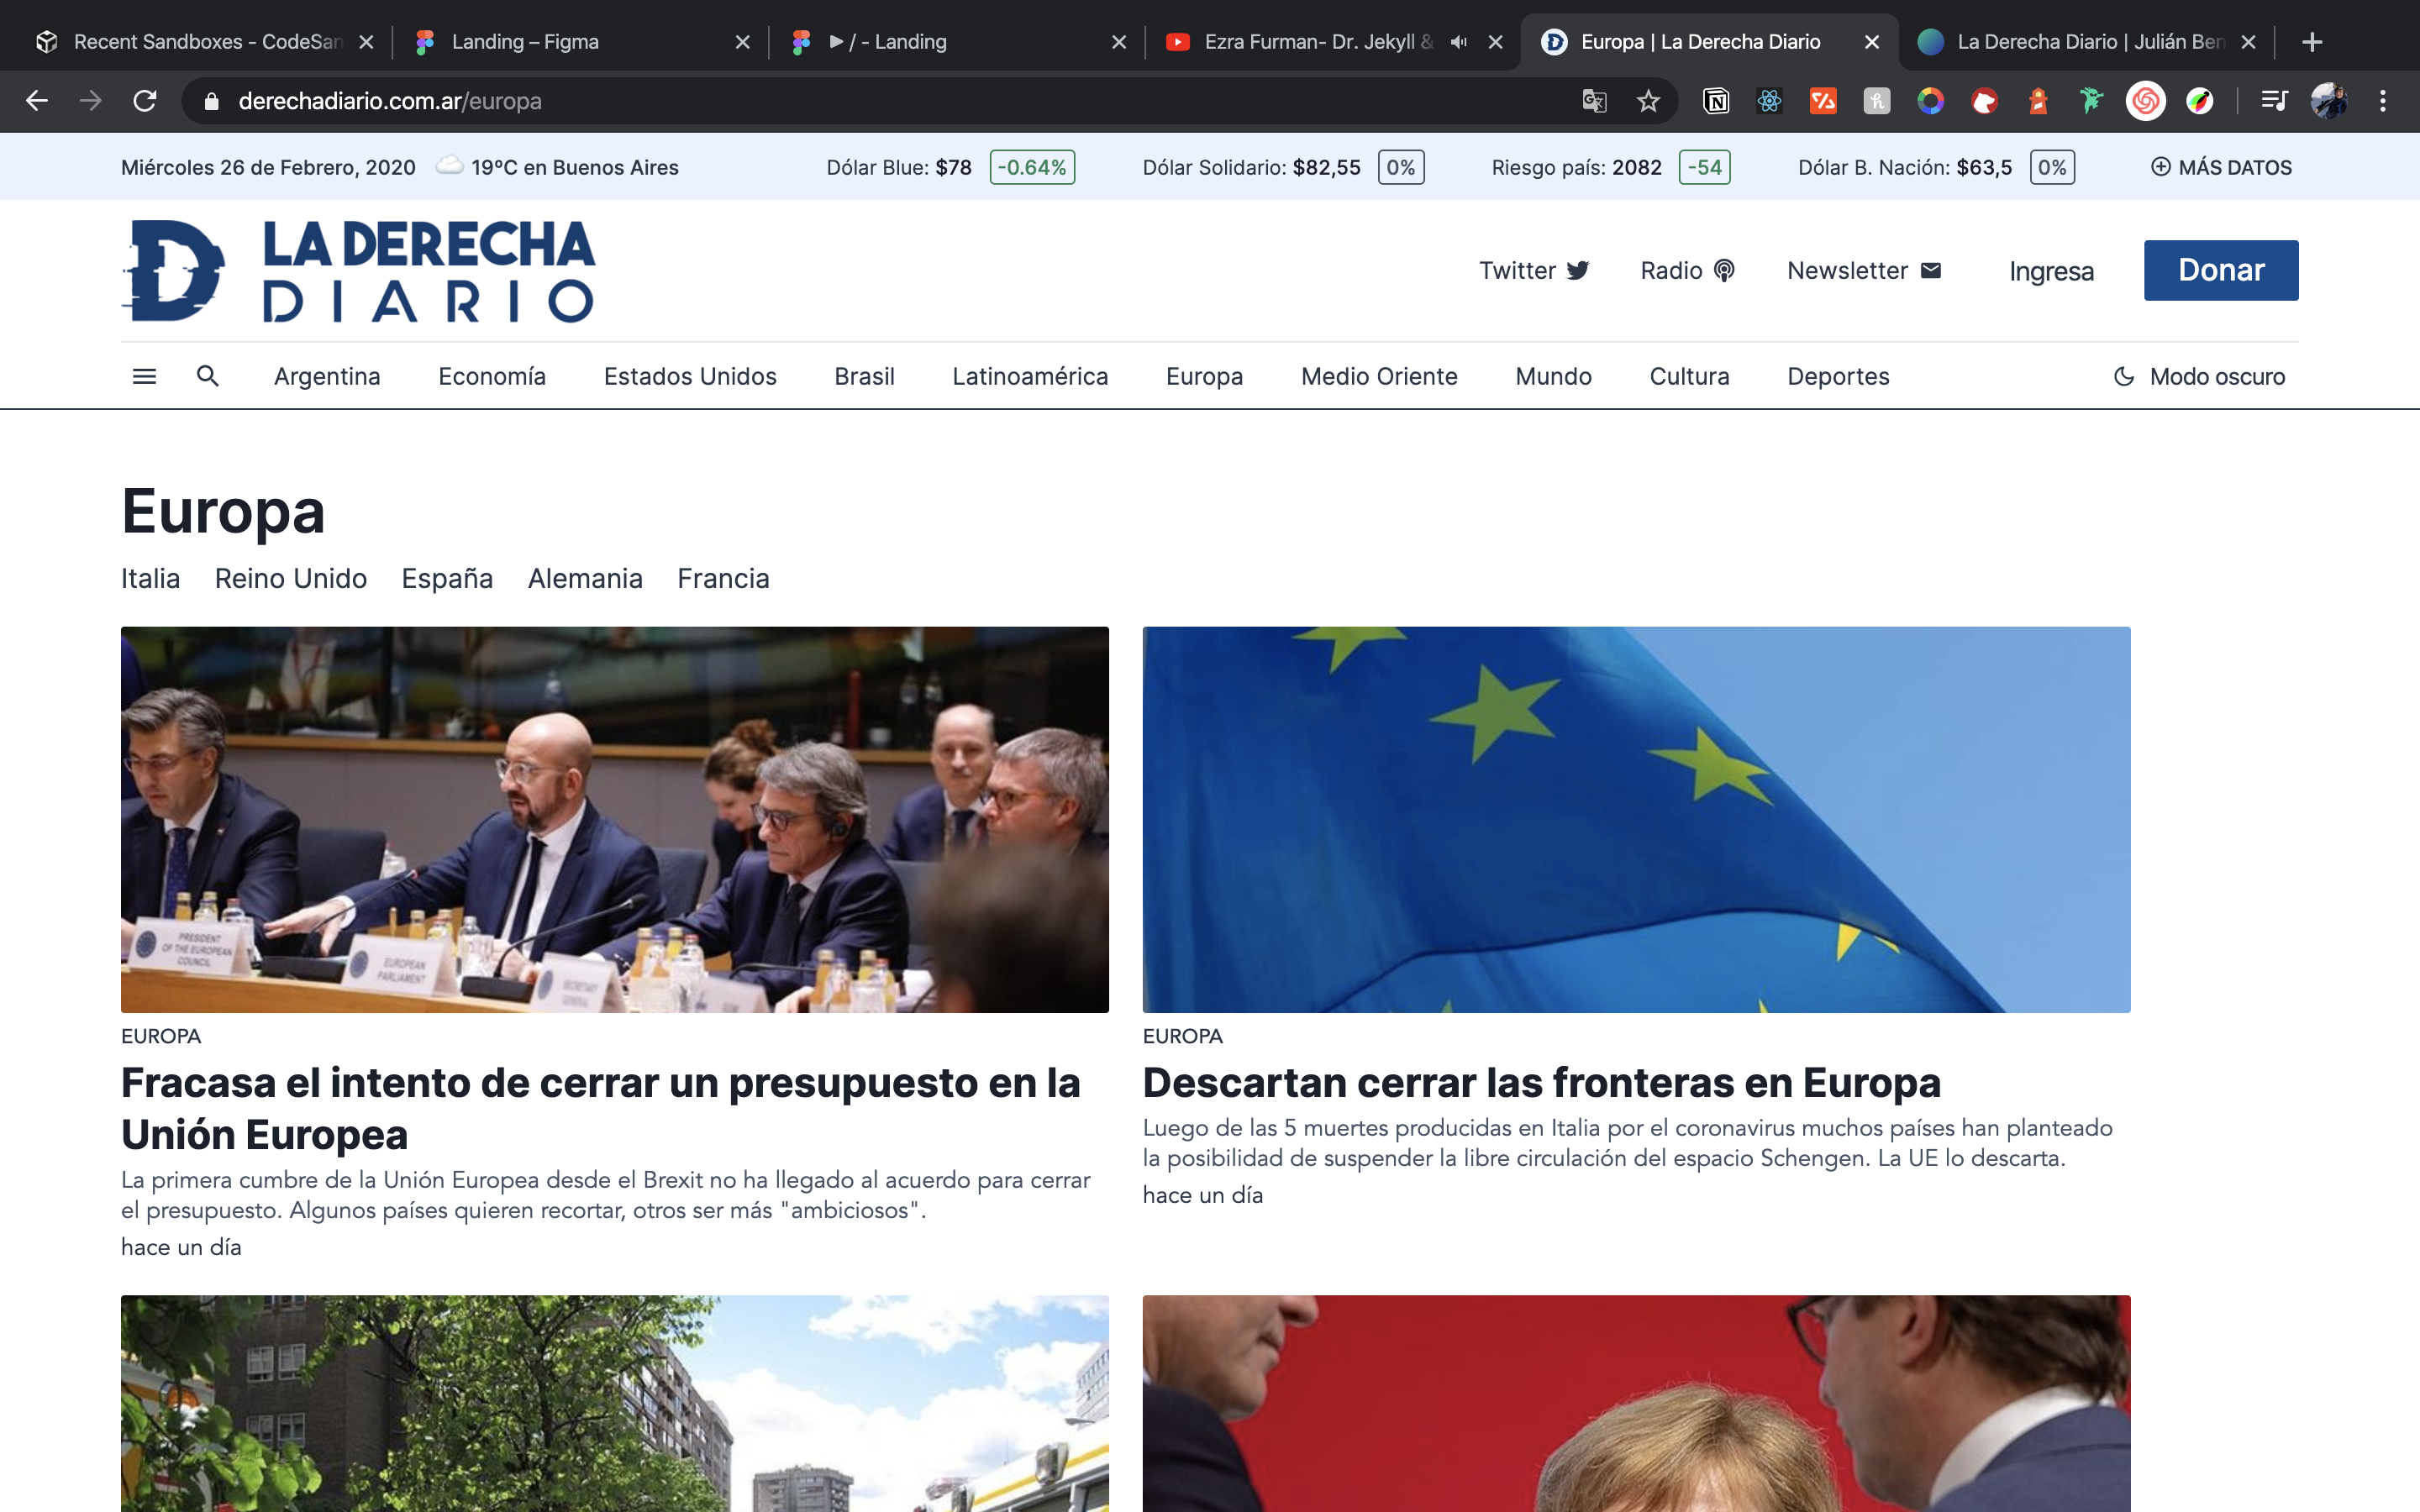 Recent Sandboxes - CodeSan
Landing – Figma
/ - Landing
Ezra Furman- Dr. Jekyll &
Europa | La Derecha Diario
La Derecha Diario | Julián Ben
derechadiario.com.ar/europa
Miércoles 26 de Febrero, 2020 19ºC en Buenos Aires Dólar Blue: $78 -0.64% Dólar Solidario: $82,55 0% Riesgo país: 2082 -54 Dólar B. Nación: $63,5 0% MÁS DATOS
D LA DERECHA
DIARIO
Twitter Radio Newsletter Ingresa Donar
Argentina Economía Estados Unidos Brasil Latinoamérica Europa Medio Oriente Mundo Cultura Deportes Modo oscuro
Europa
Italia Reino Unido España Alemania Francia
PRESIDENT
OF THE EUROPEAN
COUNCIL
EUROPEAN
PARLIAMENT
SECRETARY
GENERAL
EUROPA
Fracasa el intento de cerrar un presupuesto en la
Unión Europea
La primera cumbre de la Unión Europea desde el Brexit no ha llegado al acuerdo para cerrar
el presupuesto. Algunos países quieren recortar, otros ser más "ambiciosos".
hace un día
EUROPA
Descartan cerrar las fronteras en Europa
Luego de las 5 muertes producidas en Italia por el coronavirus muchos países han planteado
la posibilidad de suspender la libre circulación del espacio Schengen. La UE lo descarta.
hace un día